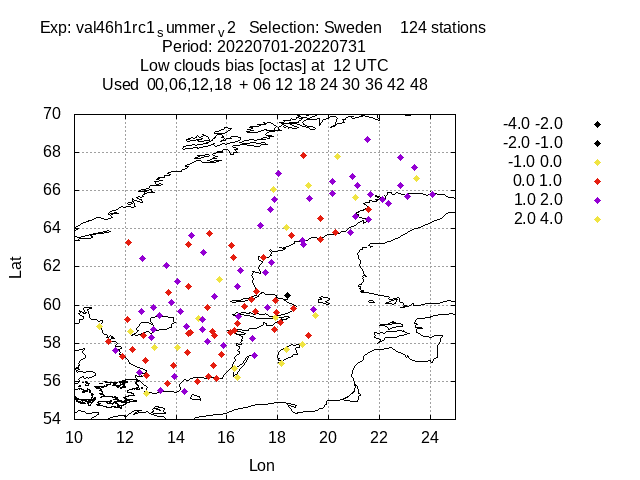 Exp: val46h1rc1summerv2 Selection: Sweden 124 stations
Period: 20220701-20220731
Low clouds bias [octas] at 12 UTC
Used 00,06,12,18 + 06 12 18 24 30 36 42 48
70
68
66
64
62
60
58
56
54
Lat
10 12 14 16 18 20 22 24
Lon
-4.0 -2.0
-2.0 -1.0
-1.0 0.0
0.0 1.0
1.0 2.0
2.0 4.0